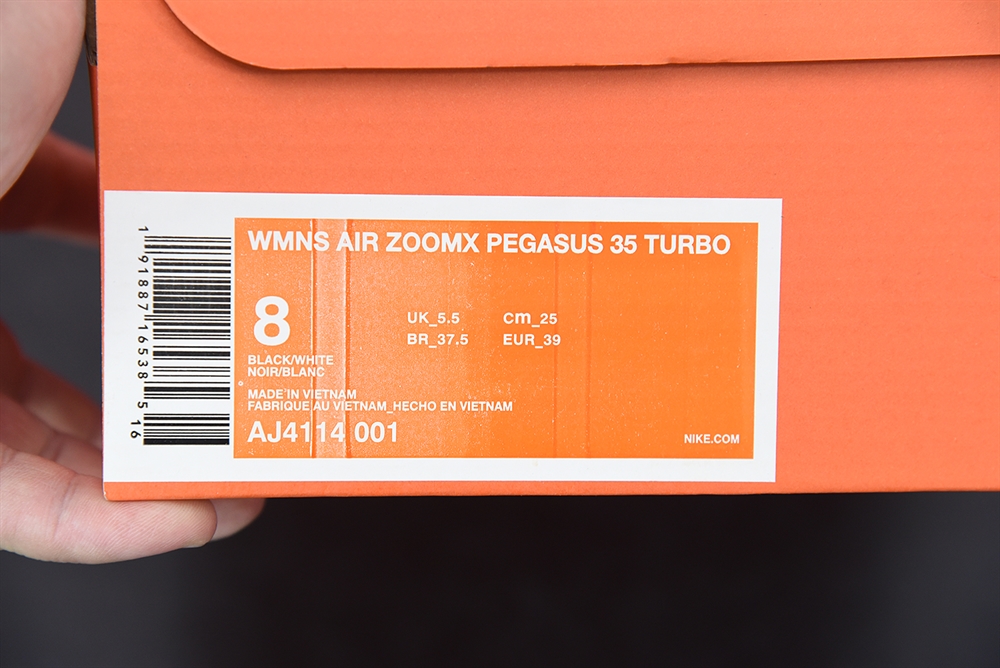 WMNS AIR ZOOMX PEGASUS 35 TURBO
8
UK_5.5 Cm_25
BR_37.5 EUR_39
BLACK/WHITE
NOIR/BLANC
MADE IN VIETNAM
FABRIQUE AU VIETNAM_HECHO EN VIETNAM
AJ4114 001
NIKE.COM
1 91887 16538 5 16